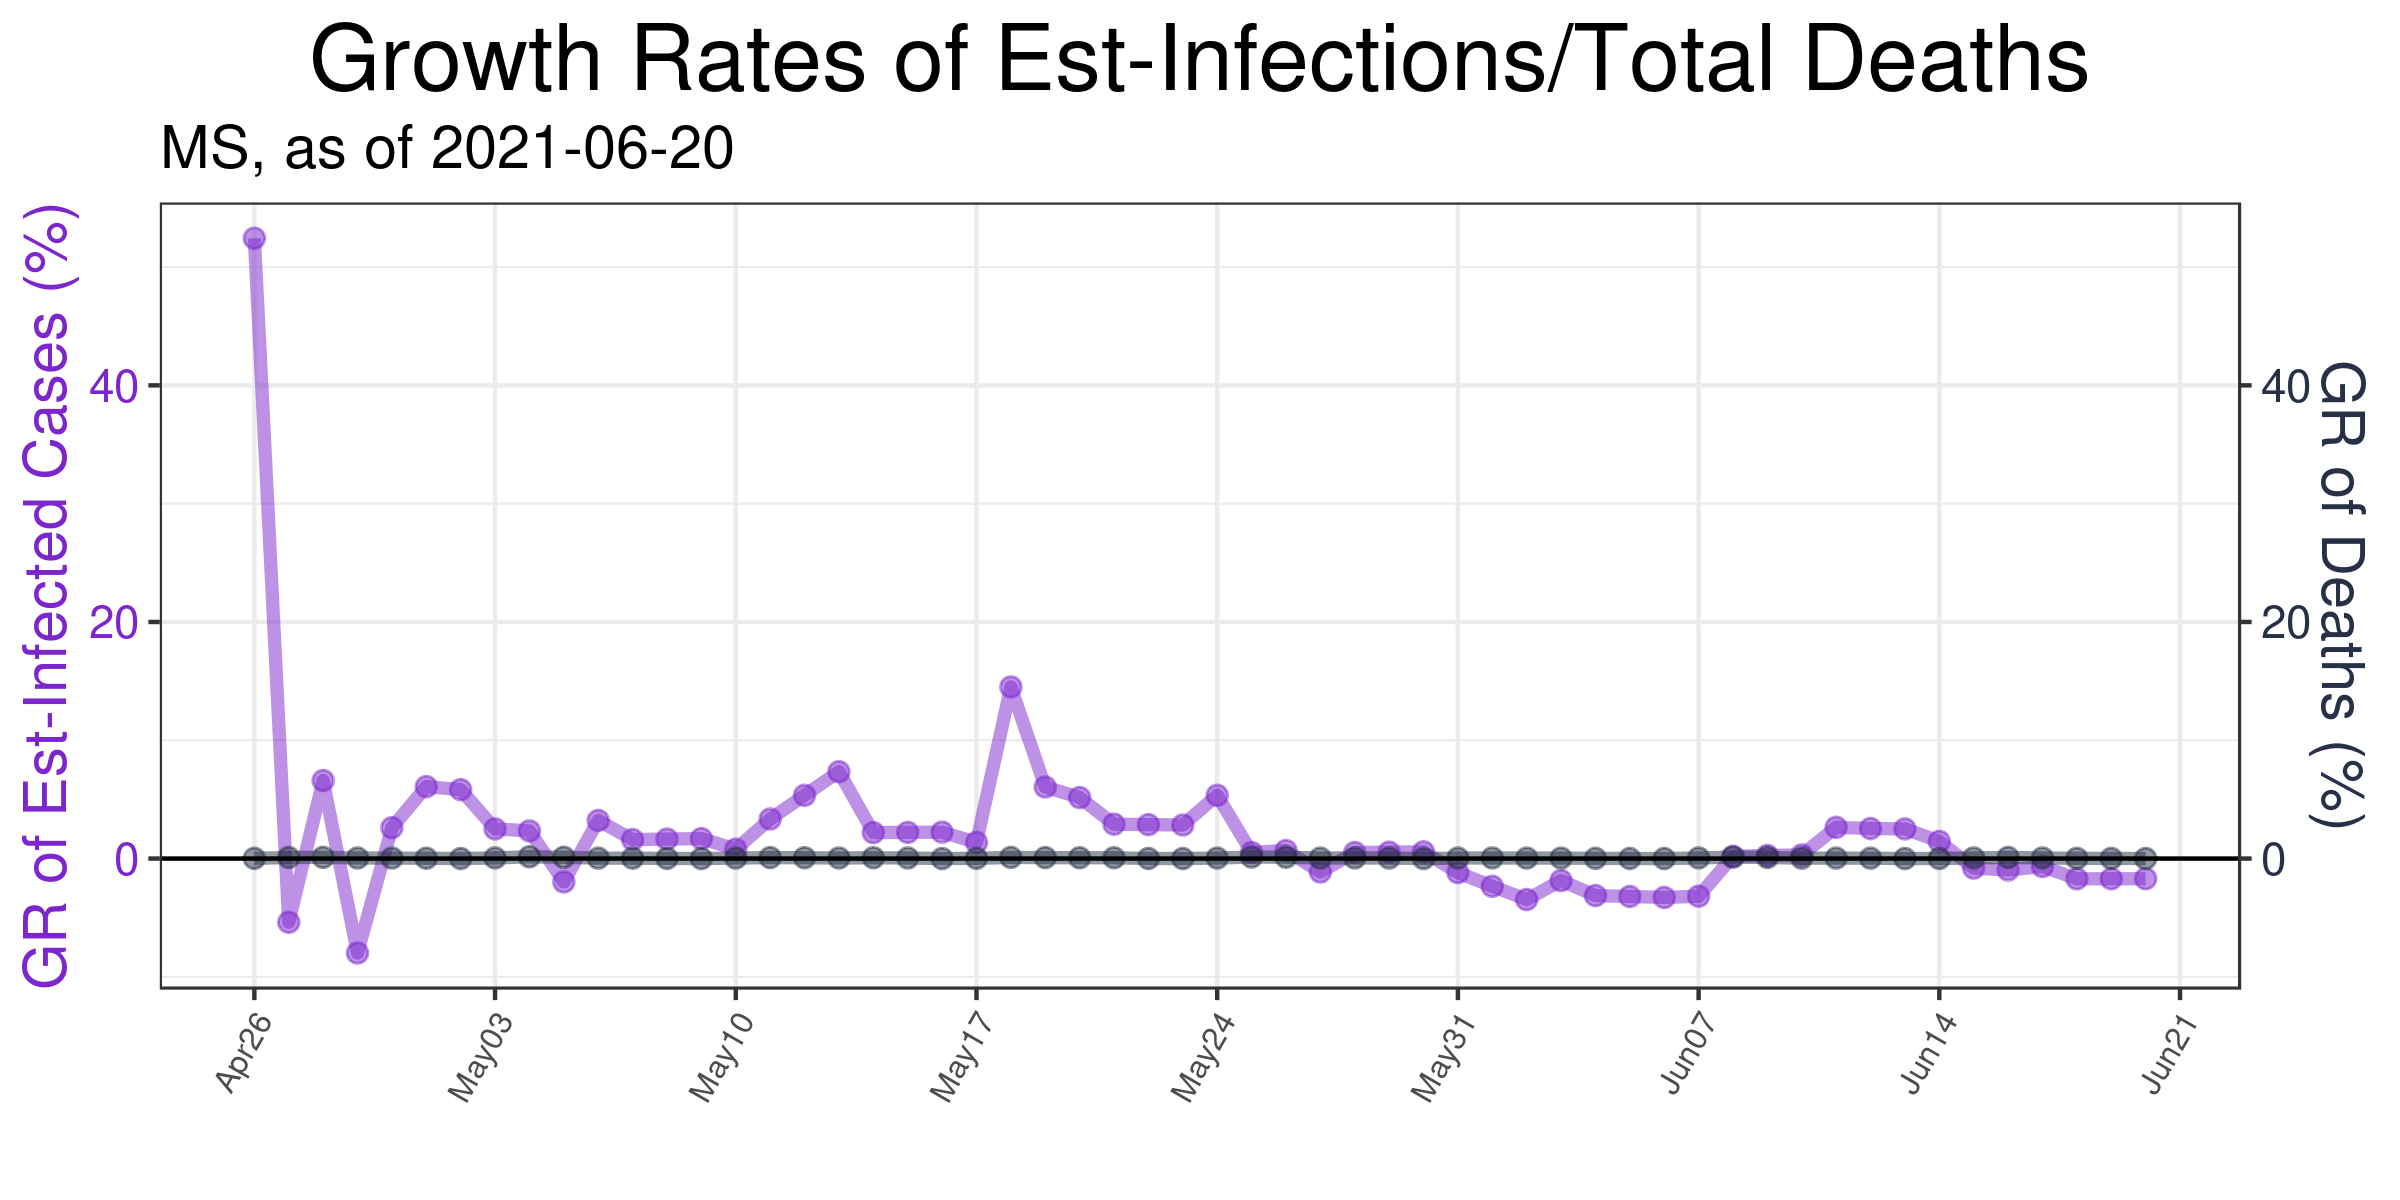 Growth Rates of Est-Infections/Total Deaths
MS, as of 2021-06-20
GR of Est-Infected Cases (%)
40
20
0
40
20
0
GR of Deaths (%)
Apr26
May03
May10
May17
May24
May31
Jun07
Jun14
Jun21